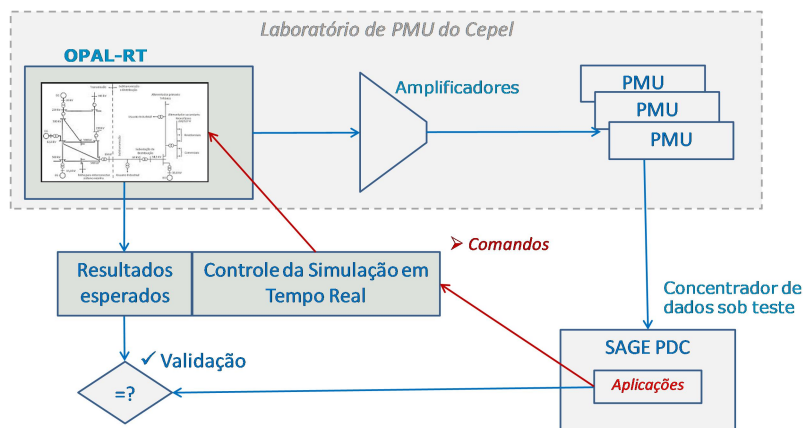 Laboratório de PMU do Cepel
OPAL-RT
Amplificadores
PMU
PMU
PMU
Comandos
Resultados
esperados
Controle da Simulação em
Tempo Real
Concentrador de
dados sob teste
SAGE PDC
Aplicações
✓ Validação
=?